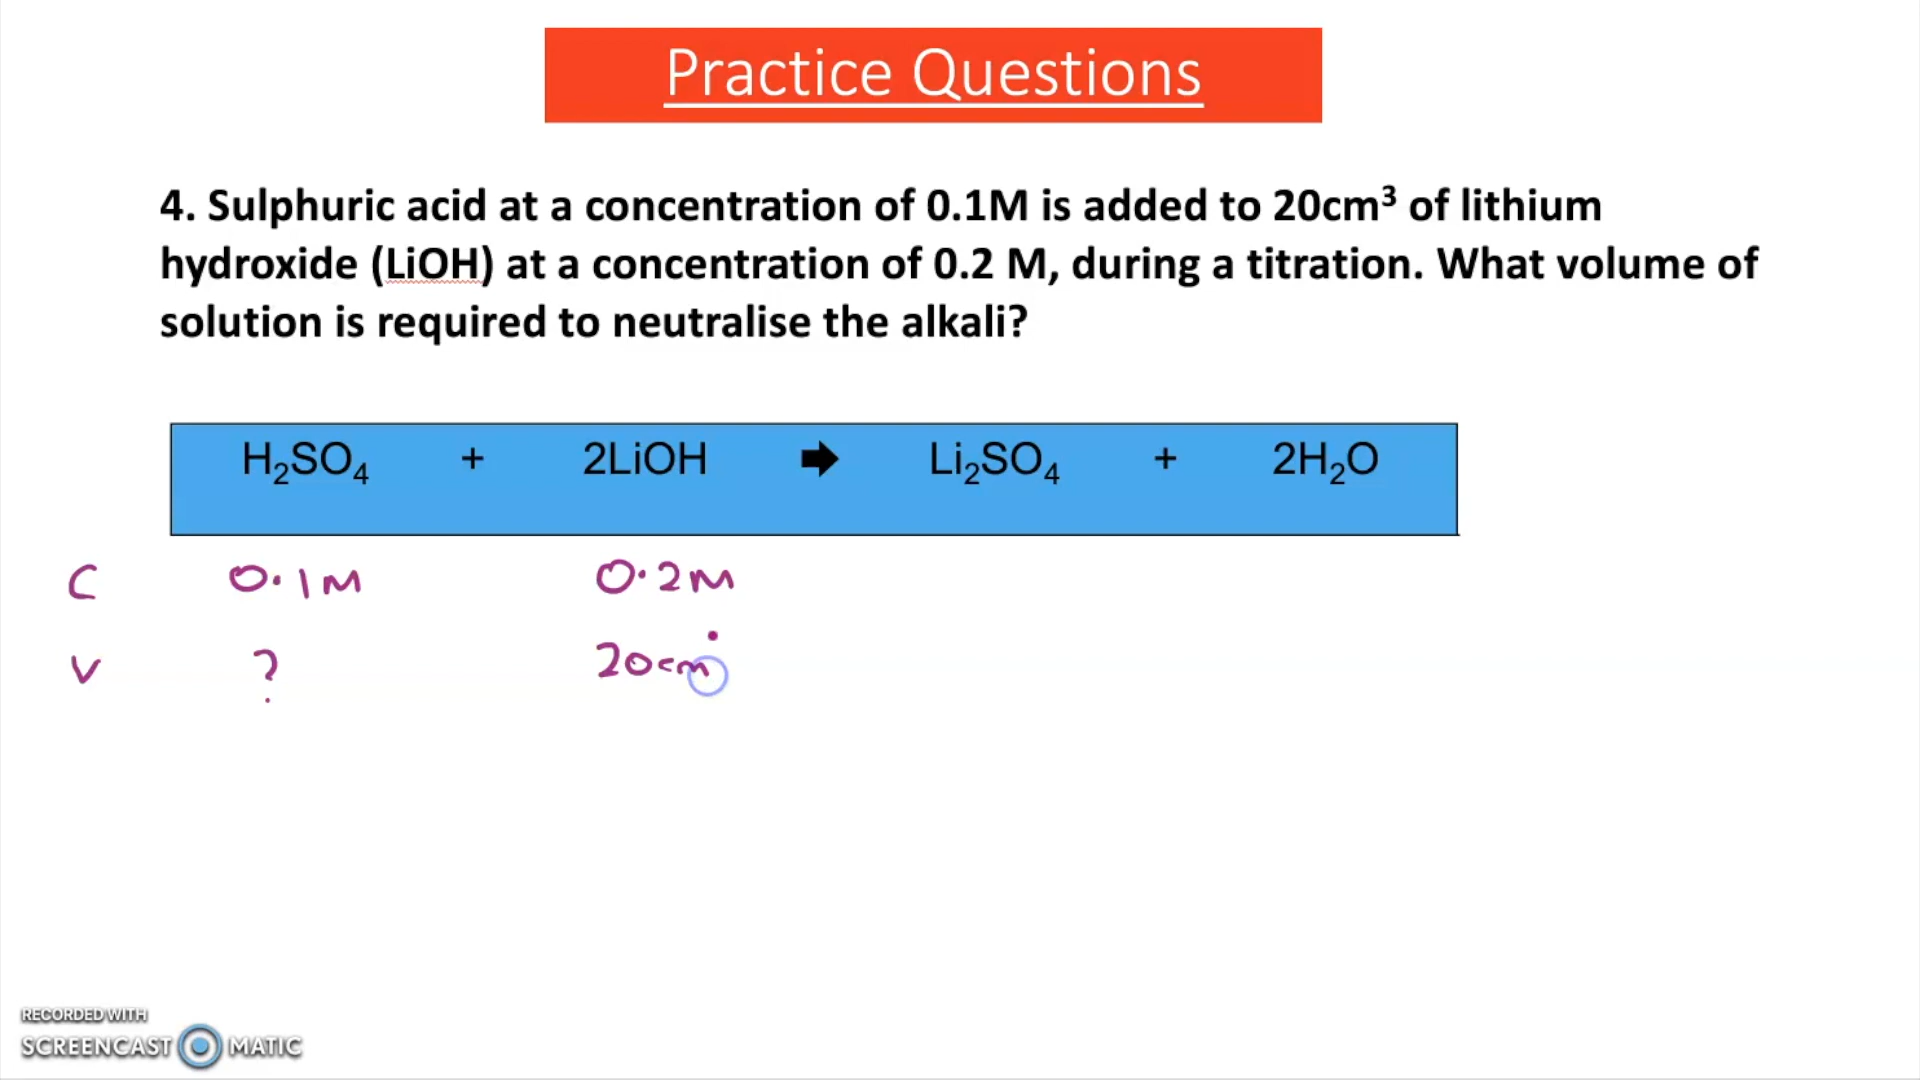 Practice Questions
4. Sulphuric acid at a concentration of 0.1M is added to 20cm³ of lithium
hydroxide (LiOH) at a concentration of 0.2 M, during a titration. What volume of
solution is required to neutralise the alkali?
H₂SO₄ + 2LiOH 🡆 Li₂SO₄ + 2H₂O
C 0.1M 0.2M
V ? 20cm
RECORDED WITH
SCREENCAST MATIC